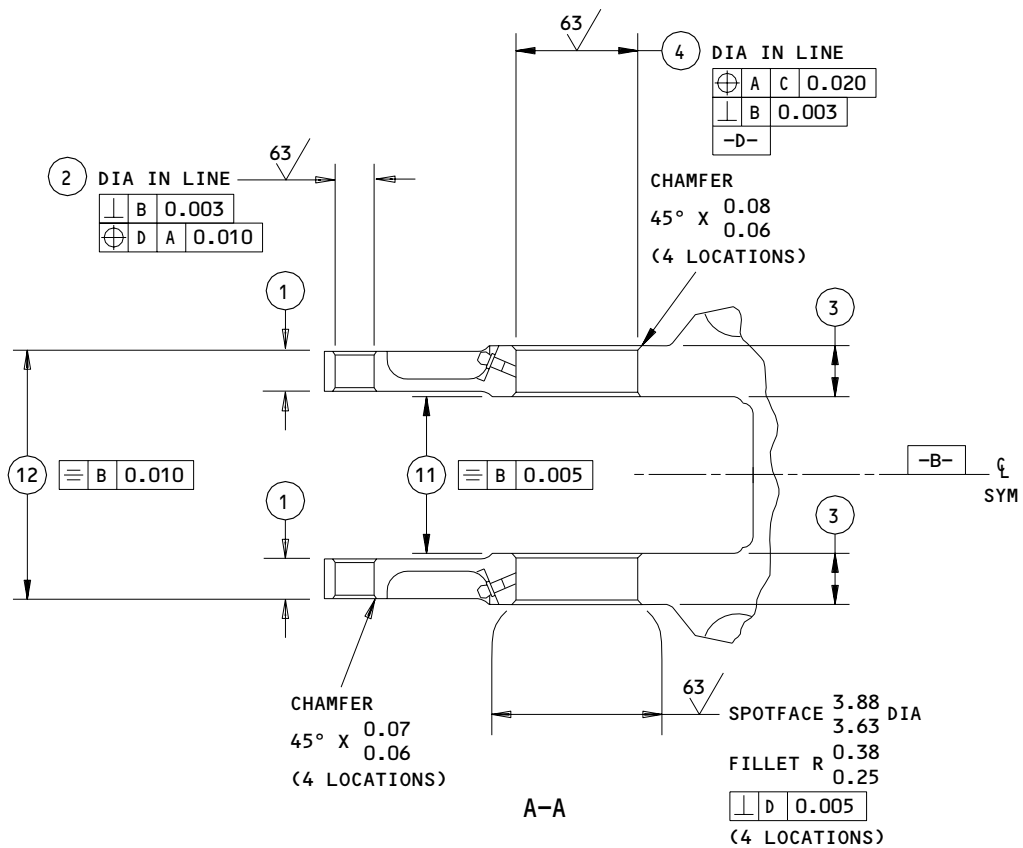 63
4 DIA IN LINE
⌖ A C 0.020
⊥ B 0.003
-D-
63
2 DIA IN LINE
⊥ B 0.003
⌖ D A 0.010
CHAMFER
45° X 0.08
0.06
(4 LOCATIONS)
1
3
12 ⌯ B 0.010
11 ⌯ B 0.005
-B-
℄
SYM
1
3
CHAMFER
45° X 0.07
0.06
(4 LOCATIONS)
63
SPOTFACE 3.88 DIA
3.63
FILLET R 0.38
0.25
⊥ D 0.005
(4 LOCATIONS)
A-A